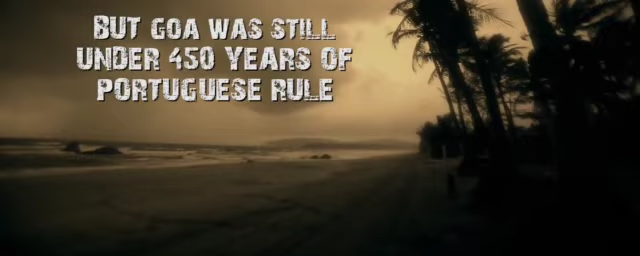 BUT GOA WAS STILL
UNDER 450 YEARS OF
PORTUGUESE RULE